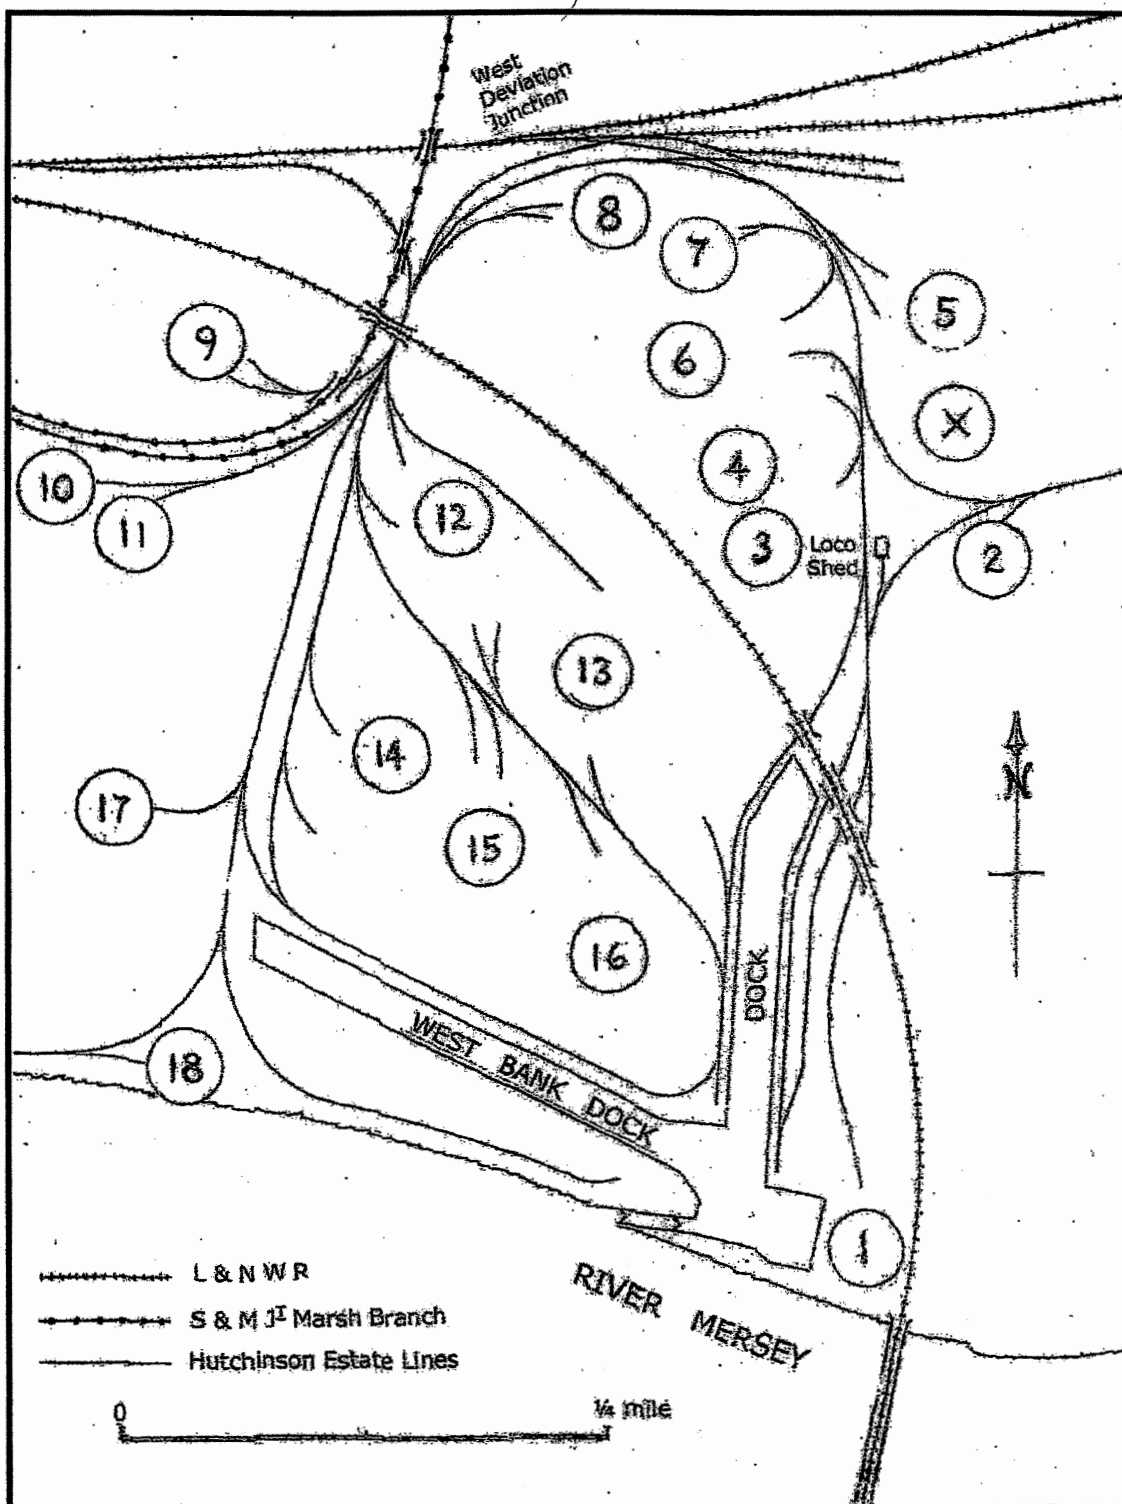 West
Deviation
Junction
8
7
5
9
6
X
4
10
12
11
3
Loco
Shed
2
13
14
N
17
15
16
DOCK
WEST BANK DOCK
18
1
RIVER MERSEY
L & N W R
S & M Jᵀ Marsh Branch
Hutchinson Estate Lines
0
¼ mile